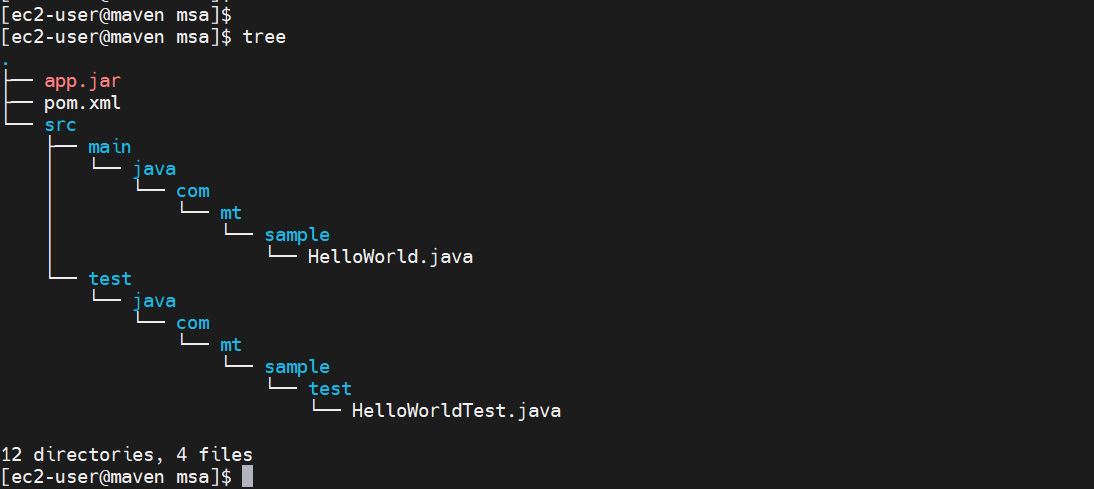 [ec2-user@maven msa]$
[ec2-user@maven msa]$ tree
.
├── app.jar
├── pom.xml
└── src
    ├── main
    │   └── java
    │       └── com
    │           └── mt
    │               └── sample
    │                   └── HelloWorld.java
    └── test
        └── java
            └── com
                └── mt
                    └── sample
                        └── test
                            └── HelloWorldTest.java

12 directories, 4 files
[ec2-user@maven msa]$